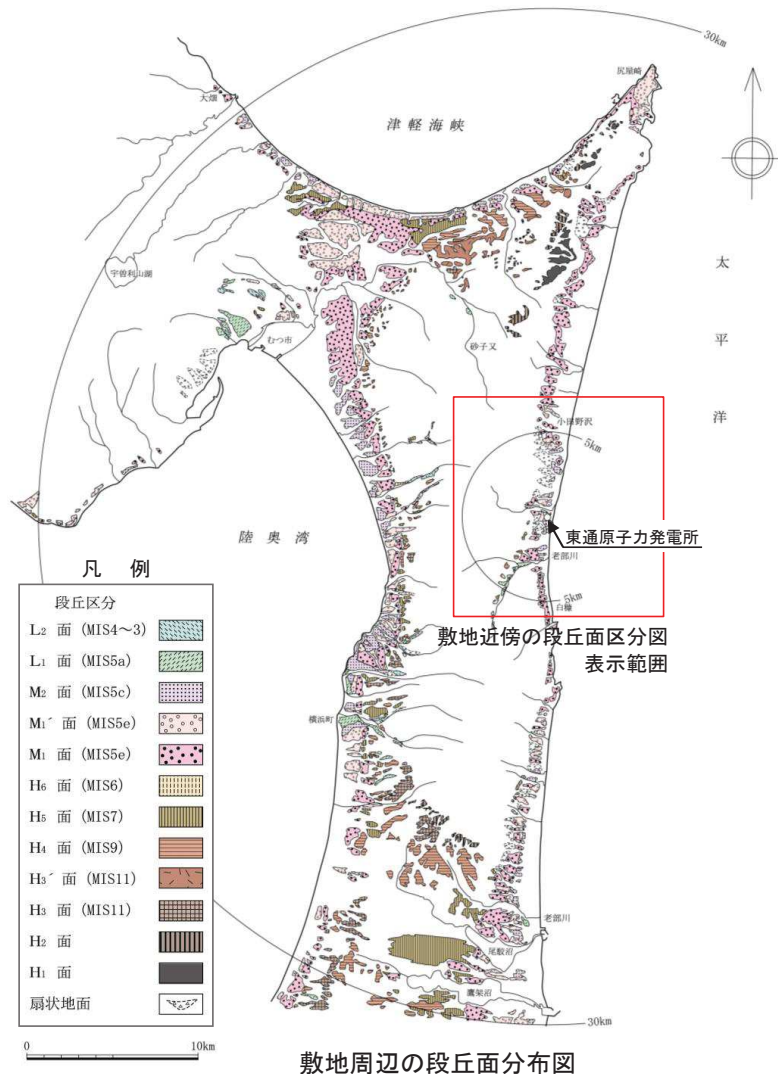 30km
尻屋崎
大畑
津軽海峡
太平洋
宇曽利山湖
むつ市
砂子又
小田野沢
5km
陸奥湾
東通原子力発電所
老部川
5km
白糠
敷地近傍の段丘面区分図
表示範囲
凡 例
段丘区分
L₂ 面 (MIS4～3)
L₁ 面 (MIS5a)
M₂ 面 (MIS5c)
M₁´ 面 (MIS5e)
M₁ 面 (MIS5e)
H₆ 面 (MIS6)
H₅ 面 (MIS7)
H₄ 面 (MIS9)
H₃´ 面 (MIS11)
H₃ 面 (MIS11)
H₂ 面
H₁ 面
扇状地面
横浜町
老部川
尾駮沼
鷹架沼
30km
0 10km
敷地周辺の段丘面分布図